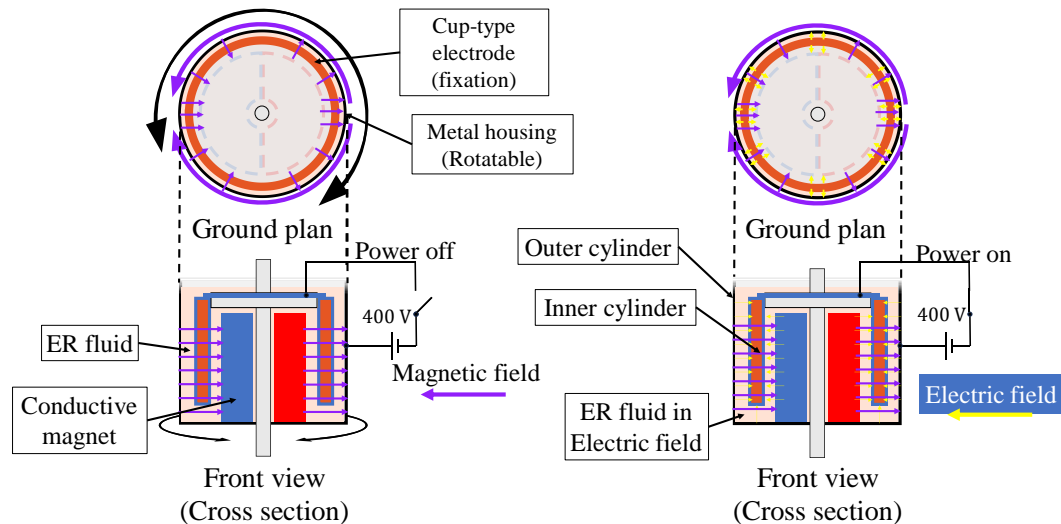 Cup-type
electrode
(fixation)
Metal housing
(Rotatable)
Ground plan
Power off
400 V
ER fluid
Magnetic field
Conductive
magnet
Front view
(Cross section)
Ground plan
Outer cylinder
Power on
Inner cylinder
400 V
Electric field
ER fluid in
Electric field
Front view
(Cross section)